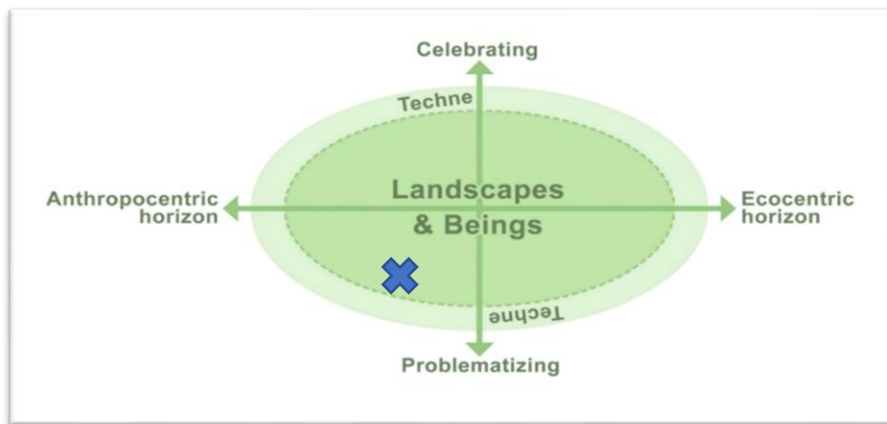 Celebrating
Techne
Anthropocentric
horizon
Landscapes
& Beings
Ecocentric
horizon
Techne
Problematizing